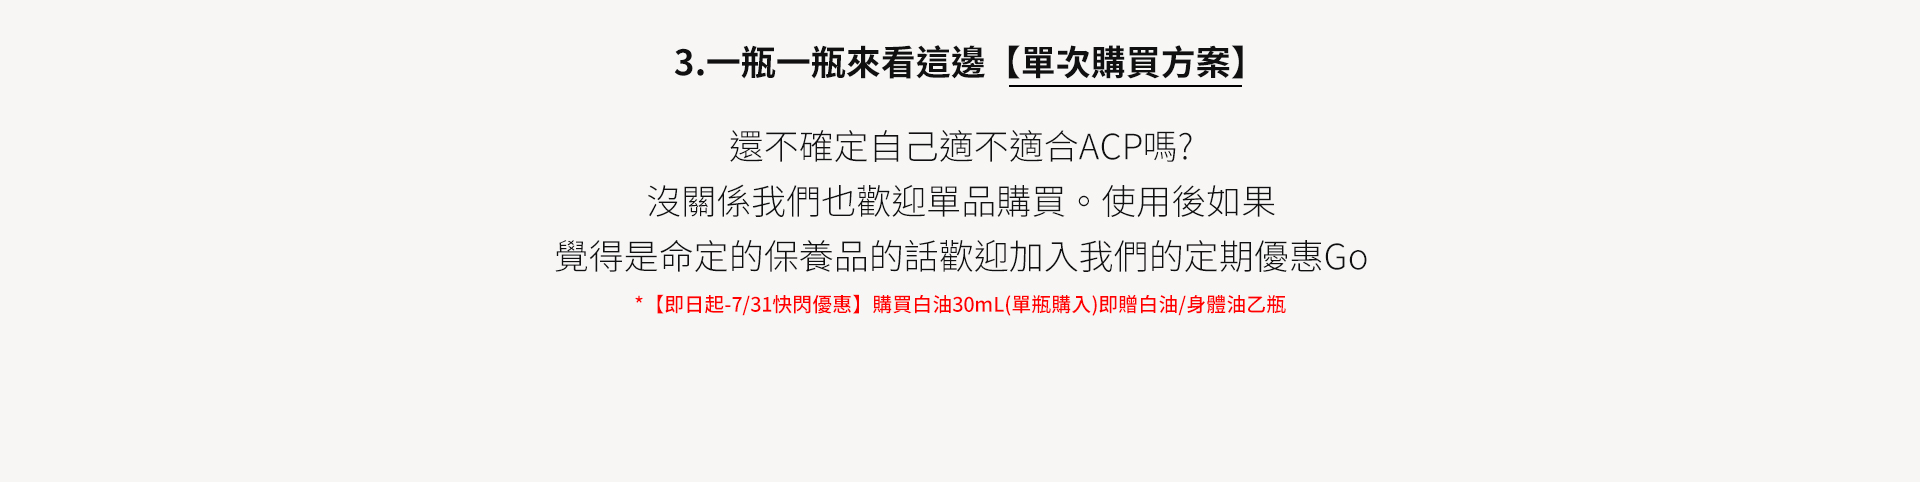 3.一瓶一瓶來看這邊【單次購買方案】
還不確定自己適不適合ACP嗎?
沒關係我們也歡迎單品購買。使用後如果
覺得是命定的保養品的話歡迎加入我們的定期優惠Go
*【即日起-7/31快閃優惠】購買白油30mL(單瓶購入)即贈白油/身體油乙瓶